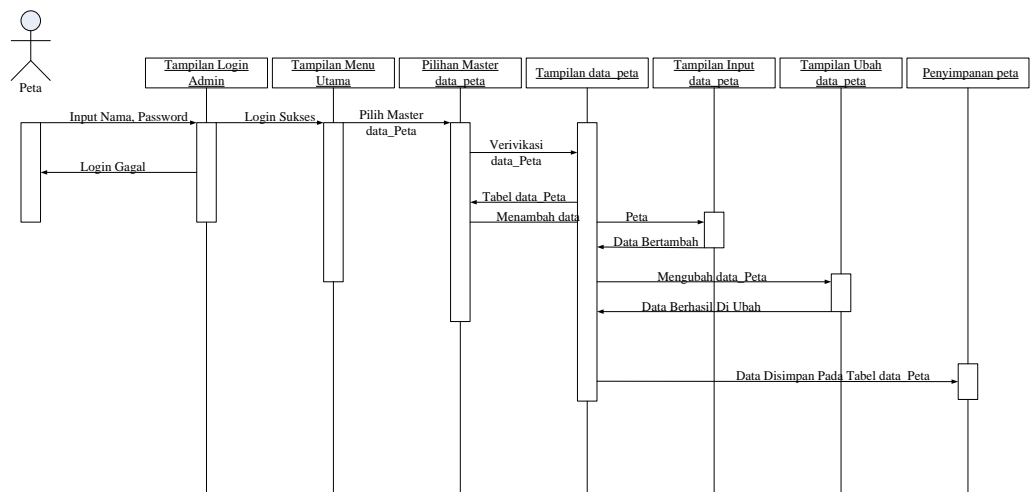 Peta
Tampilan Login
Admin
Tampilan Menu
Utama
Pilihan Master
data_peta
Tampilan data_peta
Tampilan Input
data_peta
Tampilan Ubah
data_peta
Penyimpanan peta
Input Nama, Password
Login Sukses
Pilih Master
data_Peta
Verivikasi
data_Peta
Login Gagal
Tabel data_Peta
Menambah data
Peta
Data Bertambah
Mengubah data_Peta
Data Berhasil Di Ubah
Data Disimpan Pada Tabel data_Peta